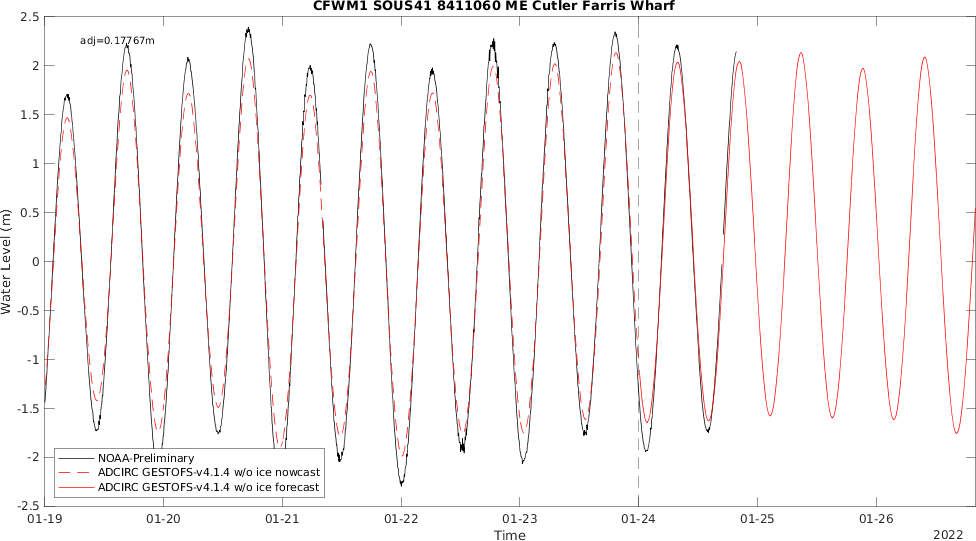 CFWM1 SOUS41 8411060 ME Cutler Farris Wharf
adj=0.17767m
2.5
2
1.5
1
0.5
0
-0.5
-1
-1.5
-2
-2.5
Water Level (m)
NOAA-Preliminary
ADCIRC GESTOFS-v4.1.4 w/o ice nowcast
ADCIRC GESTOFS-v4.1.4 w/o ice forecast
01-19 01-20 01-21 01-22 01-23 01-24 01-25 01-26
Time
2022